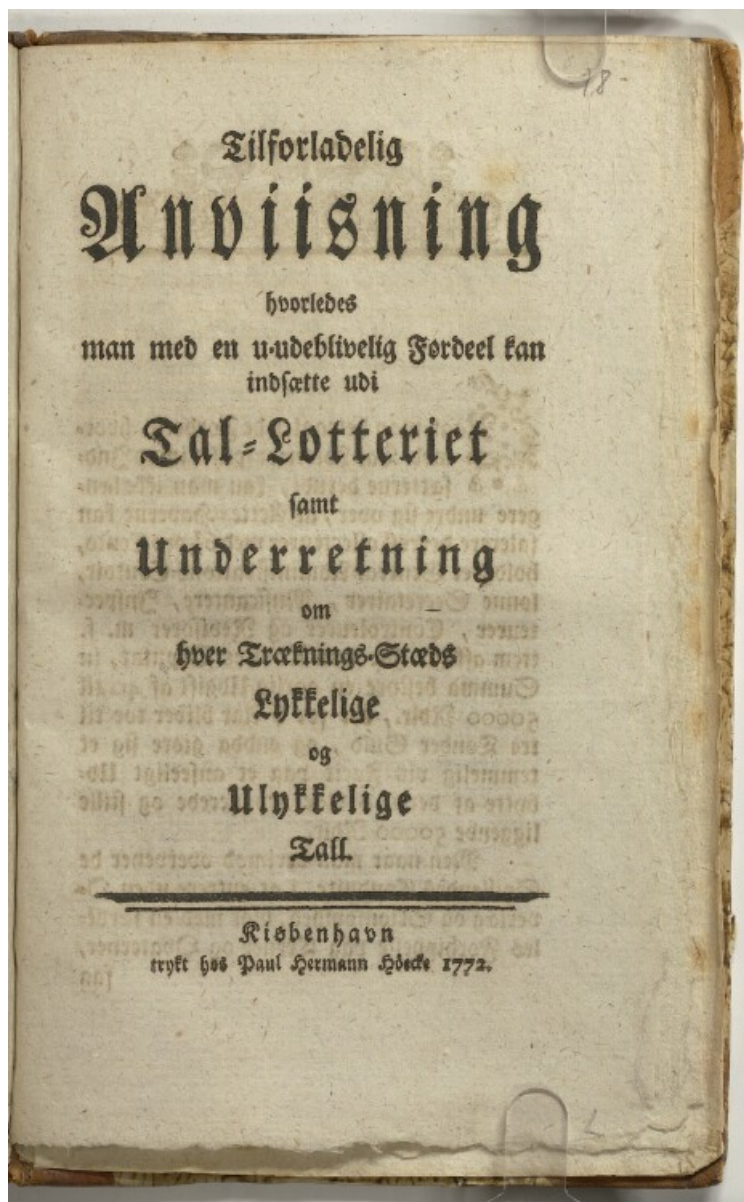 18-
Tilforladelig
Anviisning
hvorledes
man med en u-udeblivelig Fordeel kan
indsætte udi
Tal-Lotteriet
samt
Underretning
om
hver Træknings-Stæds
Lykkelige
og
Ulykkelige
Tall.
Kiøbenhavn
trykt hos Paul Hermann Höecke 1772.